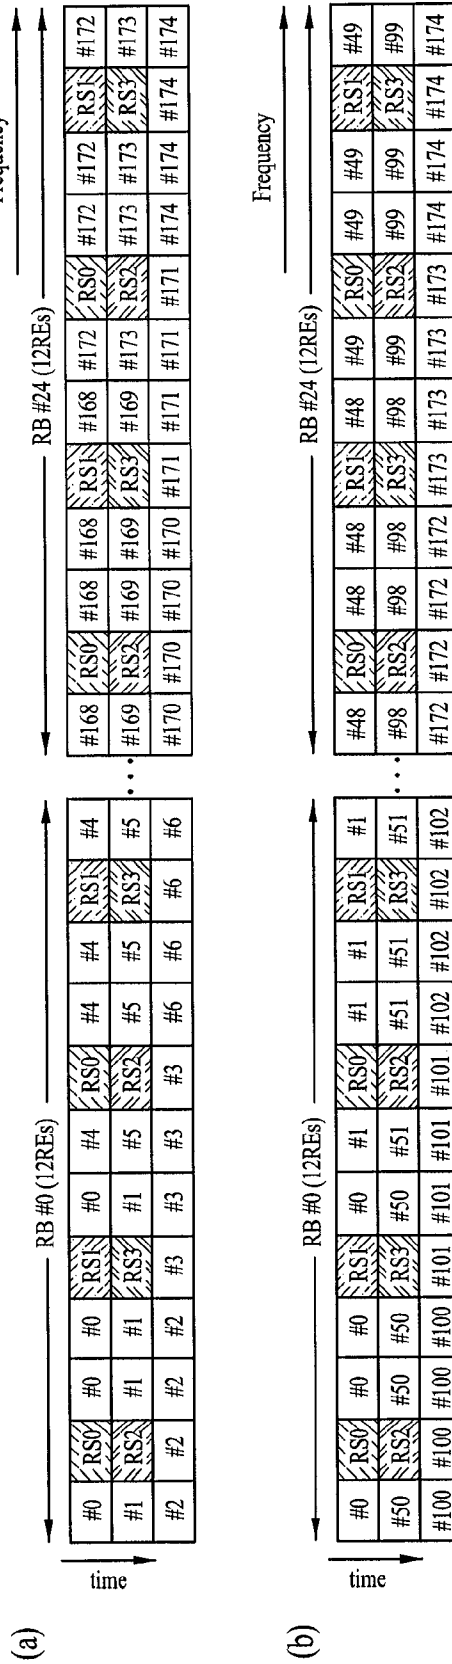 (a)
Frequency
RB #0 (12REs) RB #24 (12REs)
#0 RS0 #0 #0 RS1 #0 #4 RS0 #4 #4 RS1 #4 #168 RS0 #168 #168 RS1 #168 #172 RS0 #172 #172 RS1 #172
#1 RS2 #1 #1 RS3 #1 #5 RS2 #5 #5 RS3 #5 ... #169 RS2 #169 #169 RS3 #169 #173 RS2 #173 #173 RS3 #173
#2 #2 #2 #2 #3 #3 #3 #3 #6 #6 #6 #6 #170 #170 #170 #170 #171 #171 #171 #171 #174 #174 #174 #174
time
(b)
Frequency
RB #0 (12REs) RB #24 (12REs)
#0 RS0 #0 #0 RS1 #0 #1 RS0 #1 #1 RS1 #1 #48 RS0 #48 #48 RS1 #48 #49 RS0 #49 #49 RS1 #49
#50 RS2 #50 #50 RS3 #50 #51 RS2 #51 #51 RS3 #51 ... #98 RS2 #98 #98 RS3 #98 #99 RS2 #99 #99 RS3 #99
#100 #100 #100 #100 #101 #101 #101 #101 #102 #102 #102 #102 #172 #172 #172 #172 #173 #173 #173 #173 #174 #174 #174 #174
time